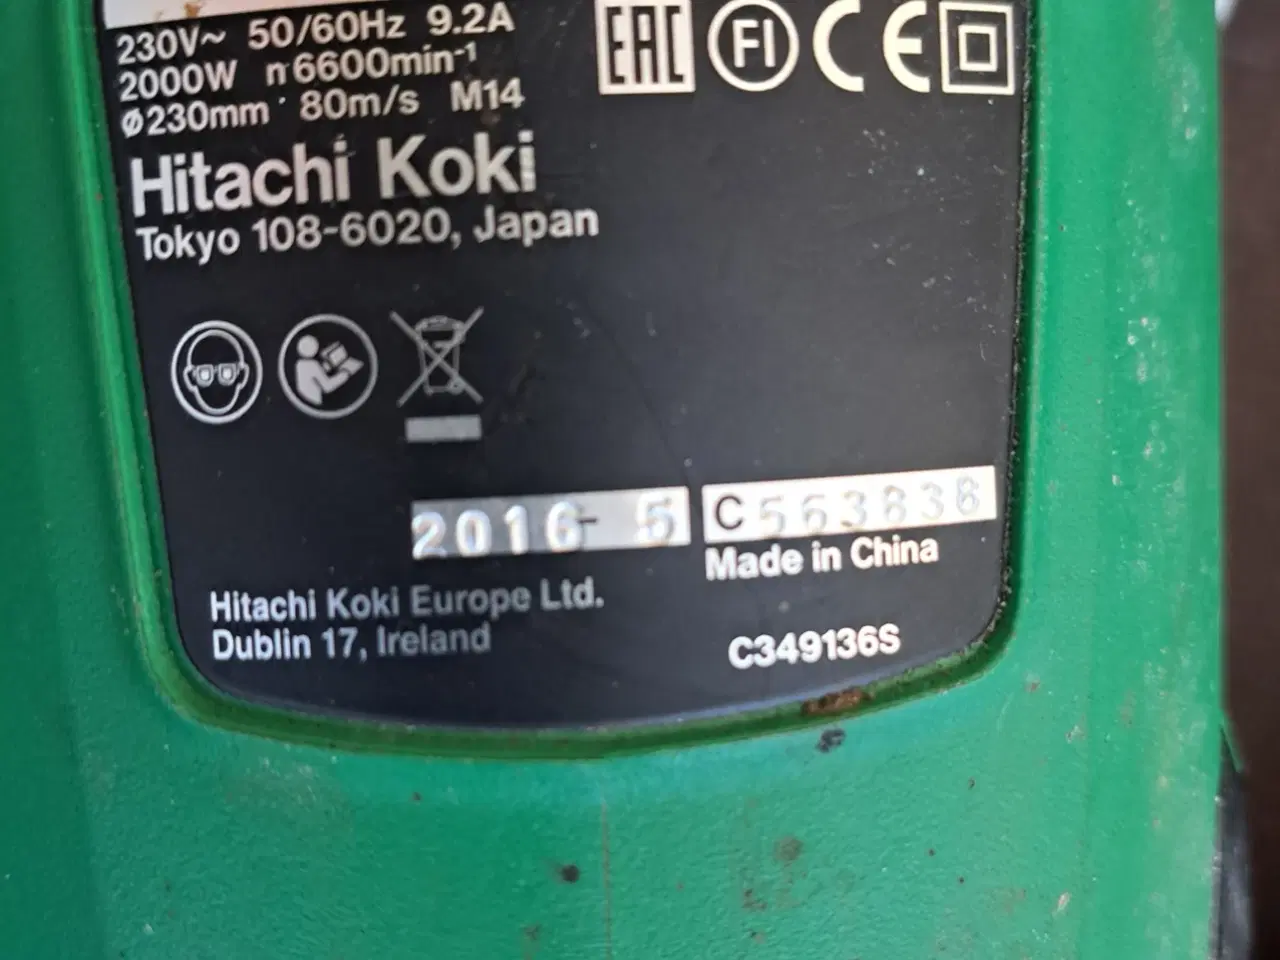 230V~ 50/60Hz 9.2A
2000W n 6600min-1
ø230mm 80m/s M14
EAC FI CE
Hitachi Koki
Tokyo 108-6020, Japan
2016- 5 C563838
Made in China
Hitachi Koki Europe Ltd.
Dublin 17, Ireland
C349136S